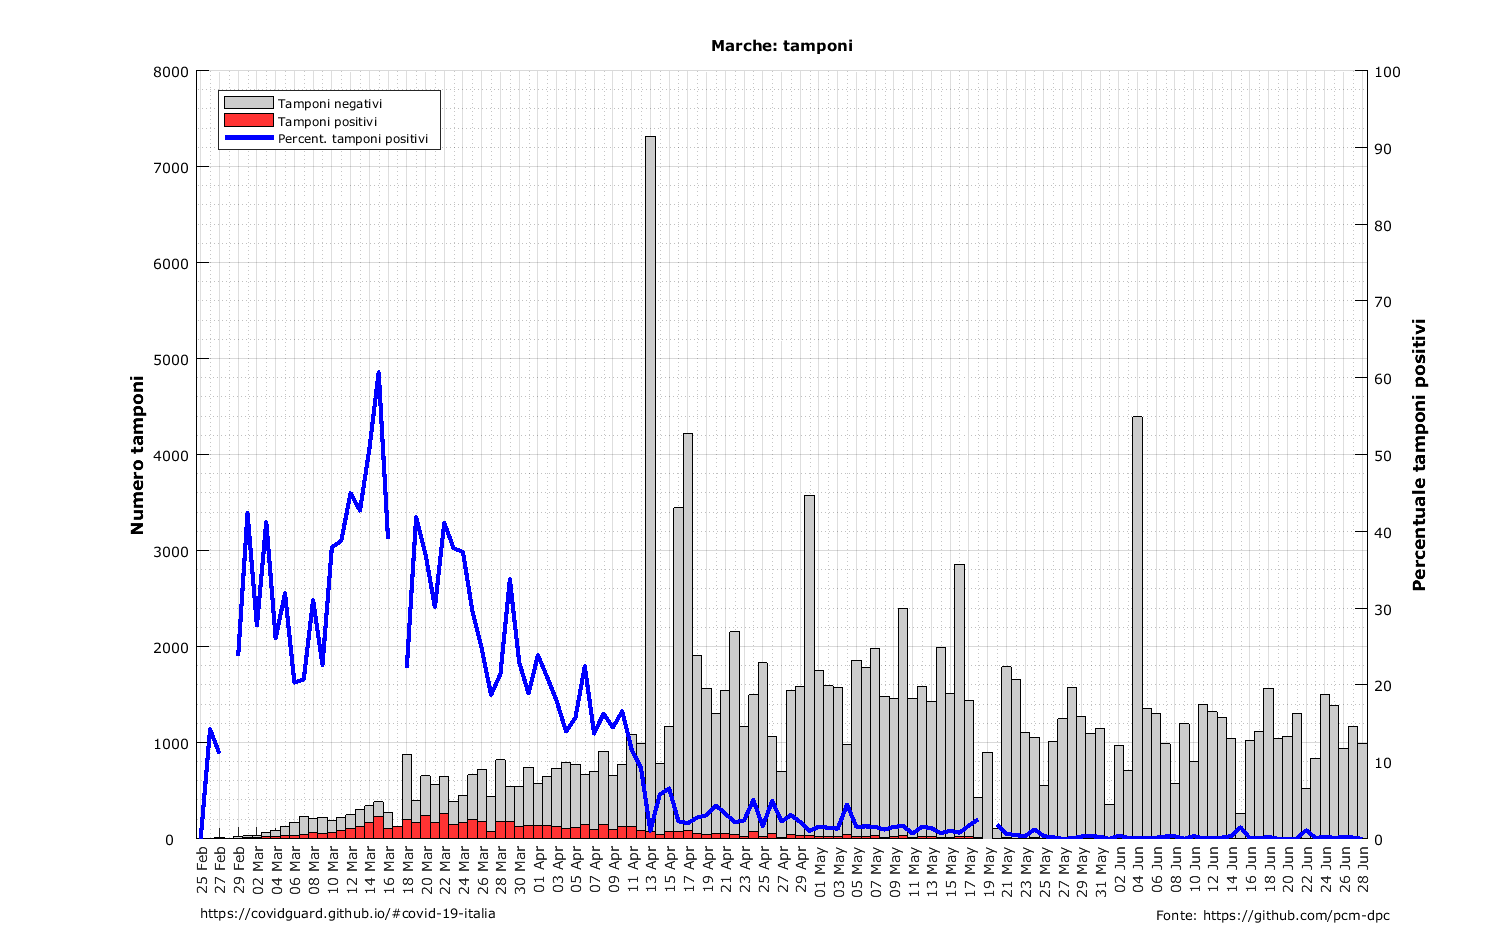 Marche: tamponi
8000
7000
6000
5000
4000
3000
2000
1000
0
Numero tamponi
Tamponi negativi
Tamponi positivi
Percent. tamponi positivi
100
90
80
70
60
50
40
30
20
10
0
Percentuale tamponi positivi
25 Feb
27 Feb
29 Feb
02 Mar
04 Mar
06 Mar
08 Mar
10 Mar
12 Mar
14 Mar
16 Mar
18 Mar
20 Mar
22 Mar
24 Mar
26 Mar
28 Mar
30 Mar
01 Apr
03 Apr
05 Apr
07 Apr
09 Apr
11 Apr
13 Apr
15 Apr
17 Apr
19 Apr
21 Apr
23 Apr
25 Apr
27 Apr
29 Apr
01 May
03 May
05 May
07 May
09 May
11 May
13 May
15 May
17 May
19 May
21 May
23 May
25 May
27 May
29 May
31 May
02 Jun
04 Jun
06 Jun
08 Jun
10 Jun
12 Jun
14 Jun
16 Jun
18 Jun
20 Jun
22 Jun
24 Jun
26 Jun
28 Jun
https://covidguard.github.io/#covid-19-italia
Fonte: https://github.com/pcm-dpc